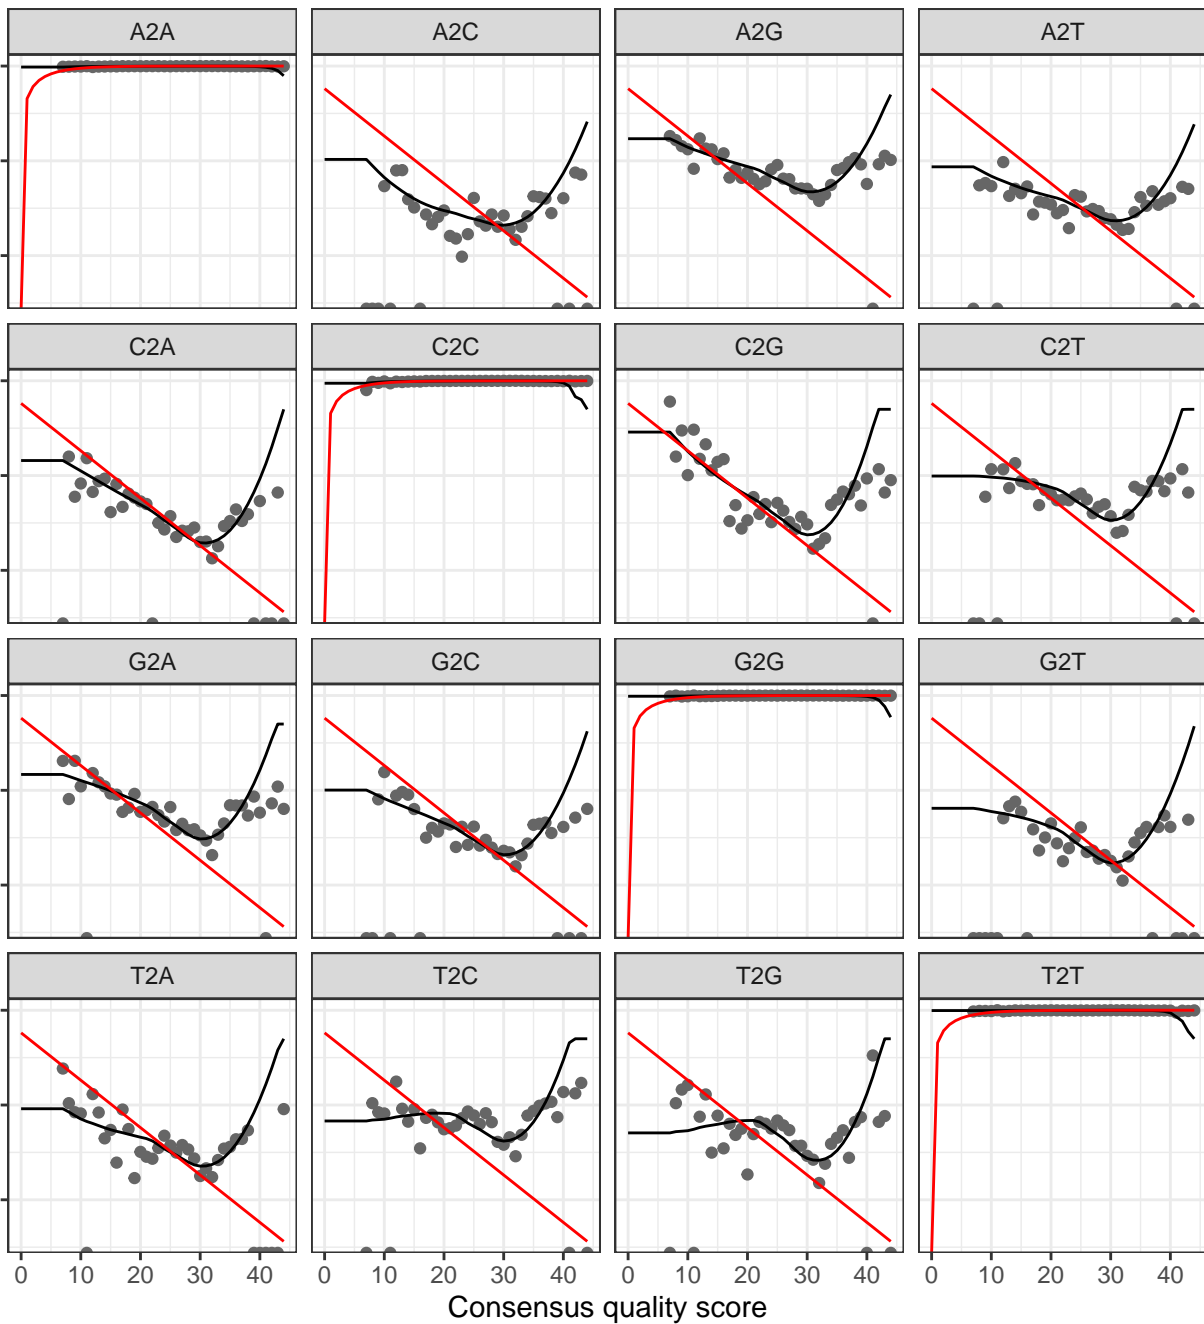 A2A A2C A2G A2T
C2A C2C C2G C2T
G2A G2C G2G G2T
T2A T2C T2G T2T
0 10 20 30 40 0 10 20 30 40 0 10 20 30 40 0 10 20 30 40
Consensus quality score